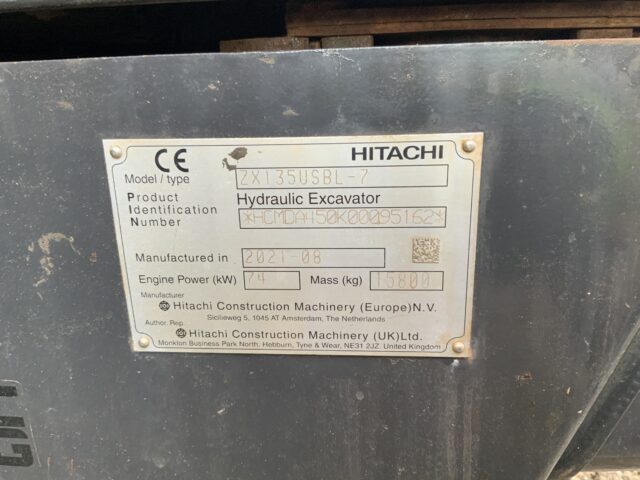 CE HITACHI
Model / type ZX135USBL-7
Product Hydraulic Excavator
Identification
Number *HCMDAH50K00095162*
Manufactured in 2021-08
Engine Power (kW) 74 Mass (kg) 15800
Manufacturer
Hitachi Construction Machinery (Europe)N.V.
Sicilieweg 5, 1045 AT Amsterdam, The Netherlands
Author. Rep.
Hitachi Construction Machinery (UK)Ltd.
Monkton Business Park North, Hebburn, Tyne & Wear, NE31 2JZ. United Kingdom